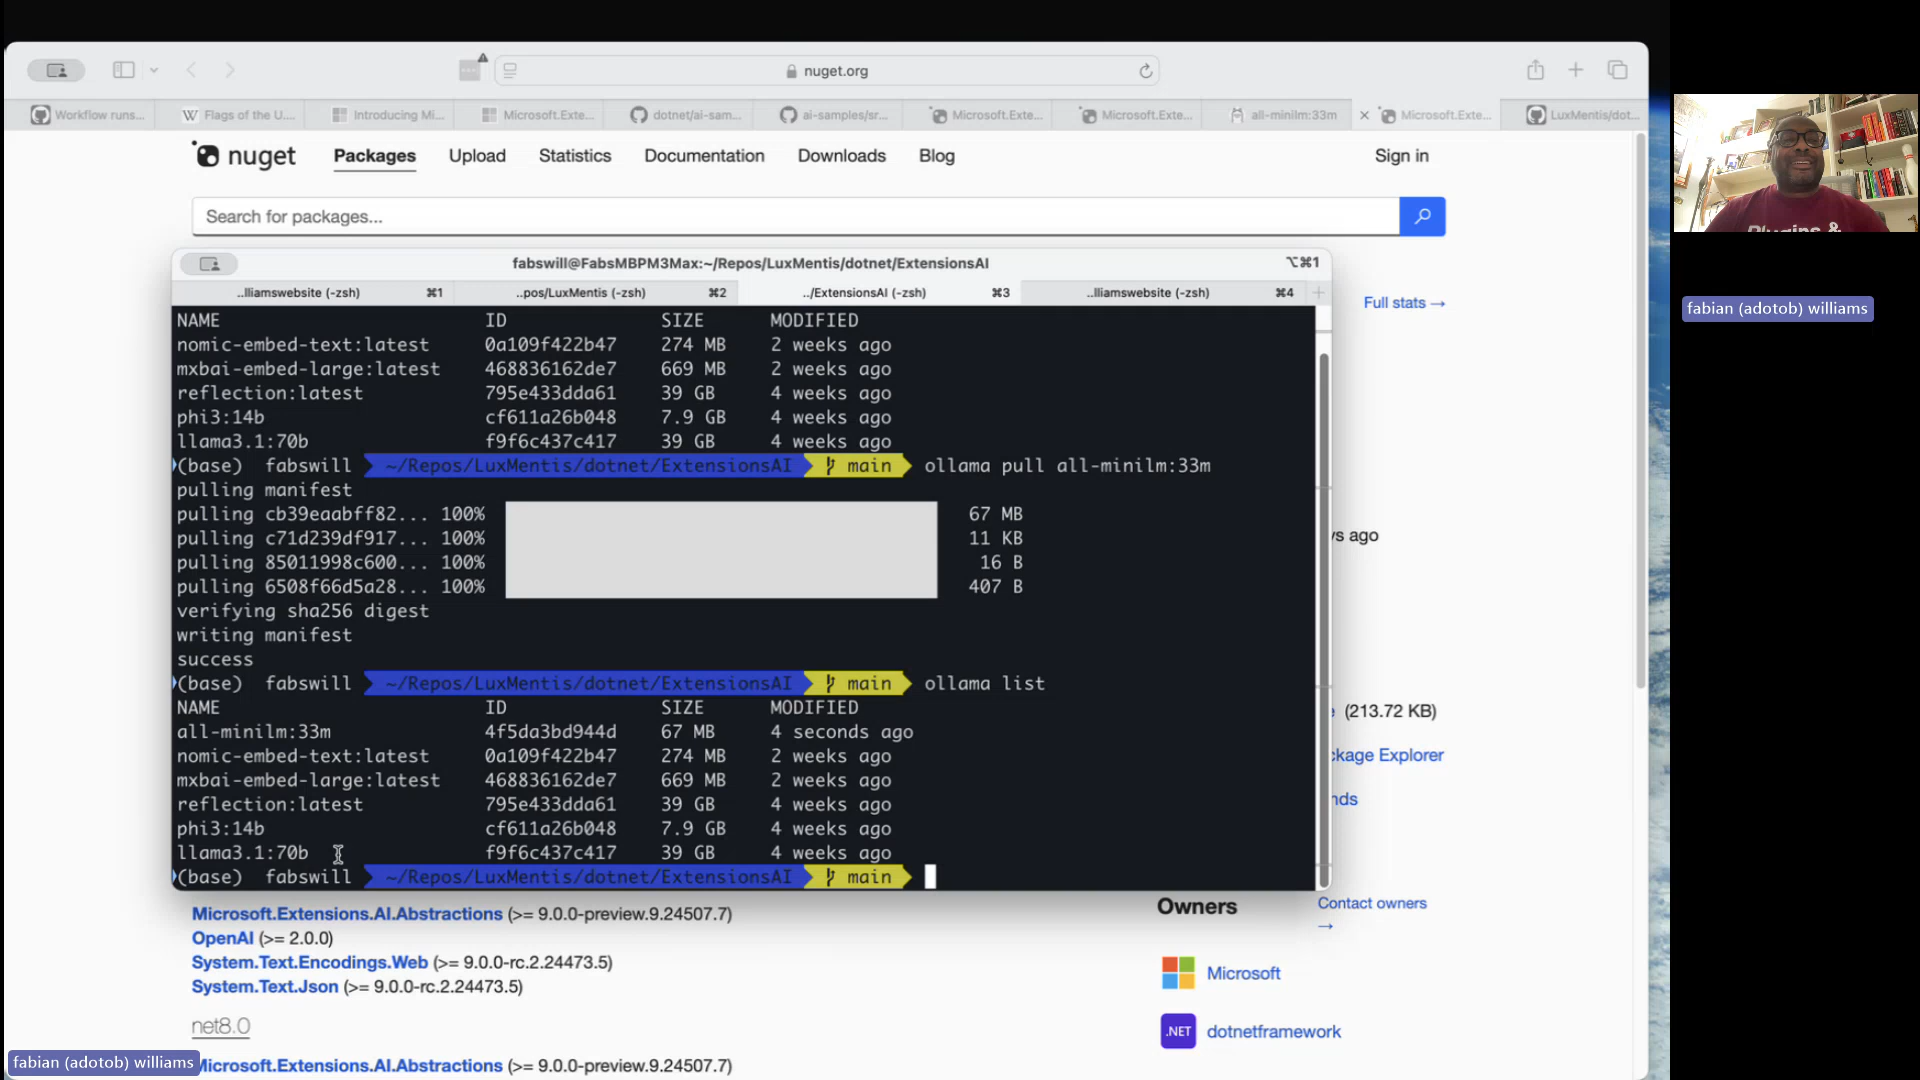 nuget.org
Workflow runs...
Flags of the U....
Introducing Mi...
Microsoft.Exte...
dotnet/ai-sam...
ai-samples/sr...
Microsoft.Exte...
Microsoft.Exte...
all-minilm:33m
Microsoft.Exte...
LuxMentis/dot...
nuget
Packages
Upload
Statistics
Documentation
Downloads
Blog
Sign in
Search for packages...
Full stats →
fabswill@FabsMBPM3Max:~/Repos/LuxMentis/dotnet/ExtensionsAI
⌥⌘1
..lliamswebsite (-zsh) ⌘1
..pos/LuxMentis (-zsh) ⌘2
../ExtensionsAI (-zsh) ⌘3
..lliamswebsite (-zsh) ⌘4
NAME ID SIZE MODIFIED
nomic-embed-text:latest 0a109f422b47 274 MB 2 weeks ago
mxbai-embed-large:latest 468836162de7 669 MB 2 weeks ago
reflection:latest 795e433dda61 39 GB 4 weeks ago
phi3:14b cf611a26b048 7.9 GB 4 weeks ago
llama3.1:70b f9f6c437c417 39 GB 4 weeks ago
(base) fabswill ~/Repos/LuxMentis/dotnet/ExtensionsAI main ollama pull all-minilm:33m
pulling manifest
pulling cb39eaabff82... 100% 67 MB
pulling c71d239df917... 100% 11 KB
pulling 85011998c600... 100% 16 B
pulling 6508f66d5a28... 100% 407 B
verifying sha256 digest
writing manifest
success
(base) fabswill ~/Repos/LuxMentis/dotnet/ExtensionsAI main ollama list
NAME ID SIZE MODIFIED
all-minilm:33m 4f5da3bd944d 67 MB 4 seconds ago
nomic-embed-text:latest 0a109f422b47 274 MB 2 weeks ago
mxbai-embed-large:latest 468836162de7 669 MB 2 weeks ago
reflection:latest 795e433dda61 39 GB 4 weeks ago
phi3:14b cf611a26b048 7.9 GB 4 weeks ago
llama3.1:70b f9f6c437c417 39 GB 4 weeks ago
(base) fabswill ~/Repos/LuxMentis/dotnet/ExtensionsAI main
ys ago
(213.72 KB)
ckage Explorer
nds
Microsoft.Extensions.AI.Abstractions (>= 9.0.0-preview.9.24507.7)
OpenAI (>= 2.0.0)
System.Text.Encodings.Web (>= 9.0.0-rc.2.24473.5)
System.Text.Json (>= 9.0.0-rc.2.24473.5)
net8.0
Microsoft.Extensions.AI.Abstractions (>= 9.0.0-preview.9.24507.7)
Owners
Contact owners
→
Microsoft
.NET dotnetframework
Plugins &
fabian (adotob) williams
fabian (adotob) williams